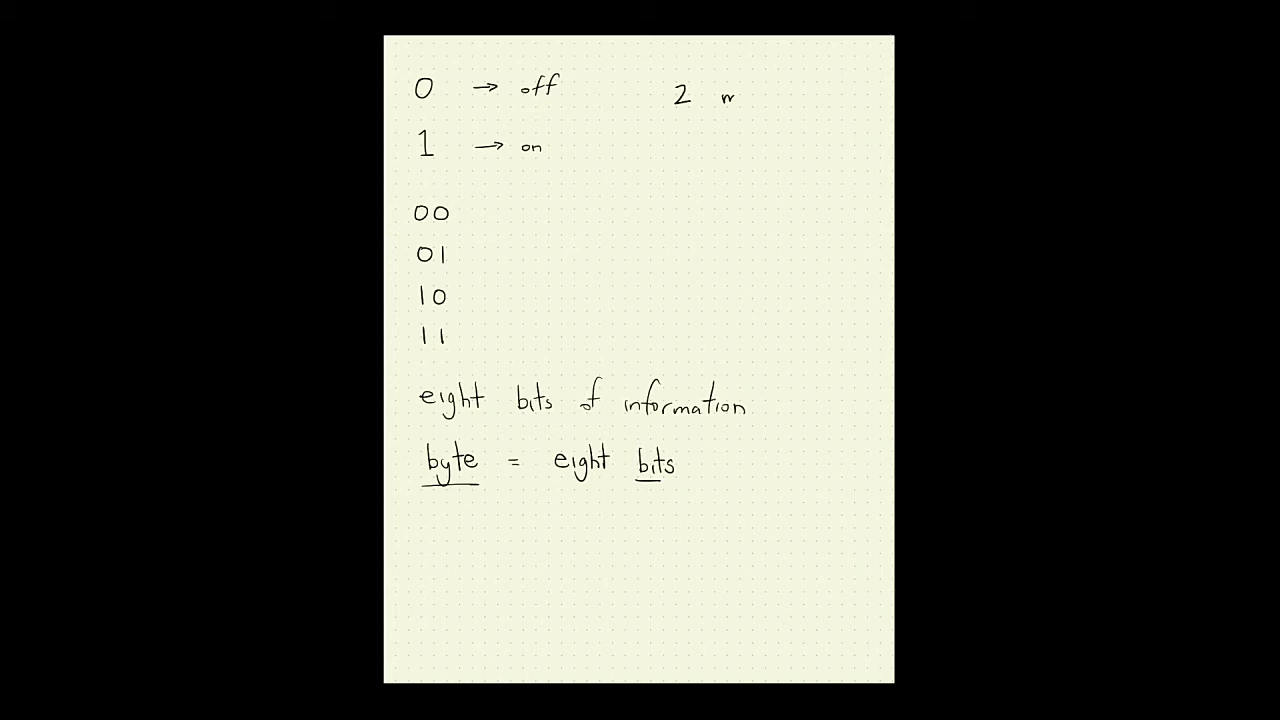 0 → off 2
1 → on
00
01
10
11
eight bits of information
byte = eight bits